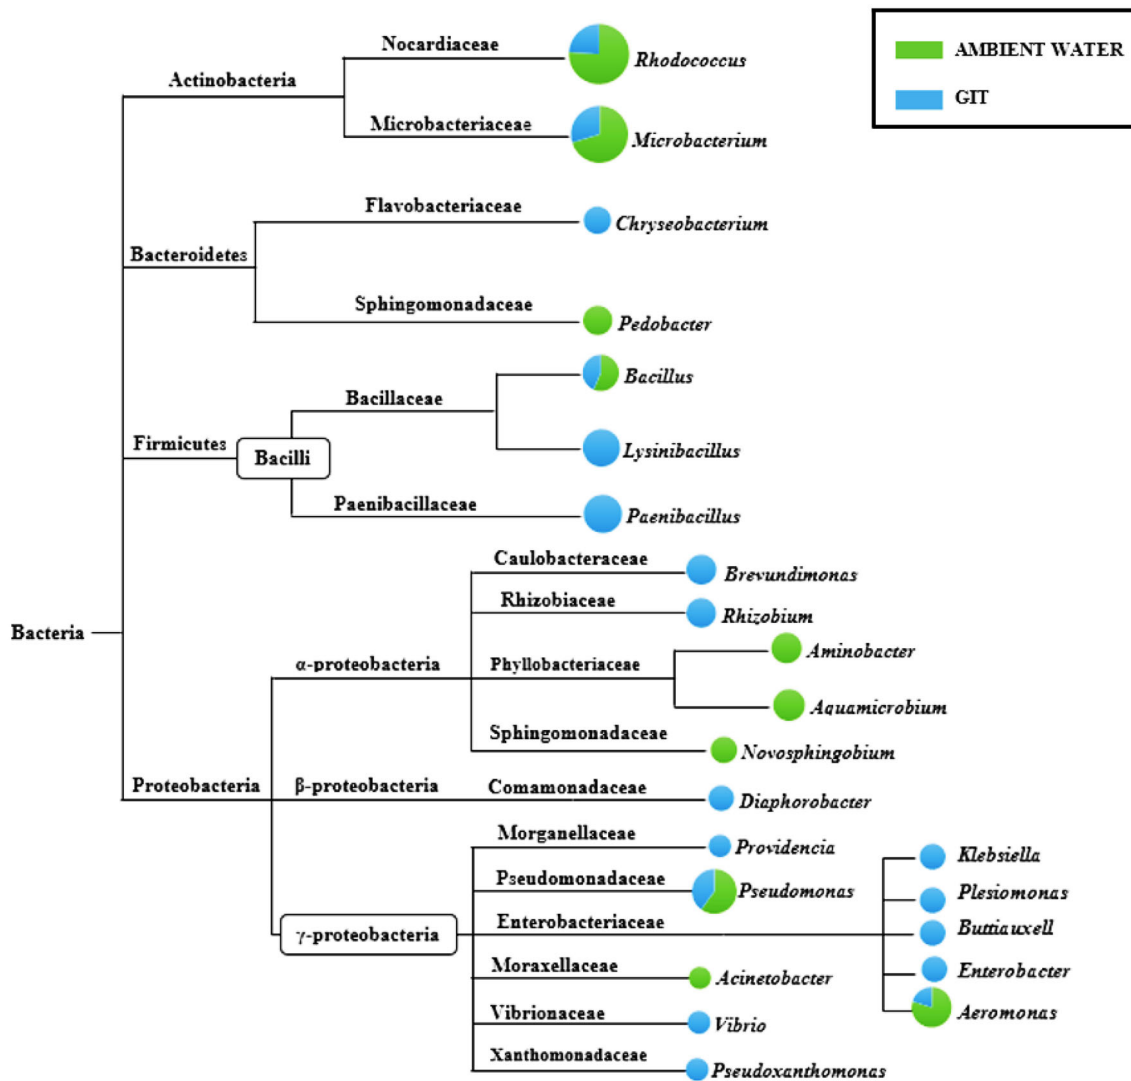 AMBIENT WATER
GIT
Nocardiaceae
Rhodococcus
Actinobacteria
Microbacteriaceae
Microbacterium
Flavobacteriaceae
Chryseobacterium
Bacteroidetes
Sphingomonadaceae
Pedobacter
Bacillus
Bacillaceae
Firmicutes
Bacilli
Lysinibacillus
Paenibacillaceae
Paenibacillus
Caulobacteraceae
Brevundimonas
Rhizobiaceae
Rhizobium
Bacteria
α-proteobacteria
Phyllobacteriaceae
Aminobacter
Aquamicrobium
Sphingomonadaceae
Novosphingobium
Proteobacteria
β-proteobacteria
Comamonadaceae
Diaphorobacter
Morganellaceae
Providencia
Klebsiella
Pseudomonadaceae
Pseudomonas
Plesiomonas
γ-proteobacteria
Enterobacteriaceae
Buttiauxell
Moraxellaceae
Acinetobacter
Enterobacter
Aeromonas
Vibrionaceae
Vibrio
Xanthomonadaceae
Pseudoxanthomonas